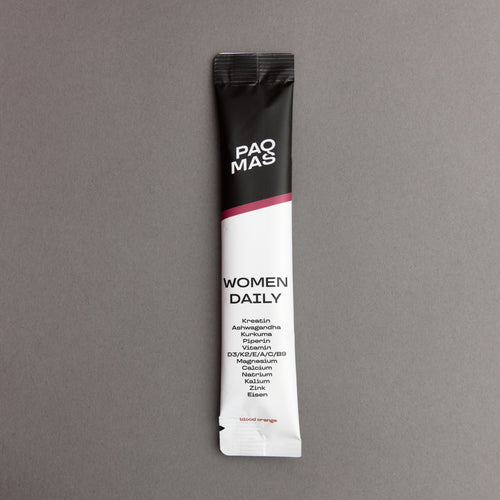 PAQ
MAS
WOMEN
DAILY
Kreatin
Ashwagandha
Kurkuma
Piperin
Vitamin
D3/K2/E/A/C/B9
Magnesium
Calcium
Natrium
Kalium
Zink
Eisen
blood orange